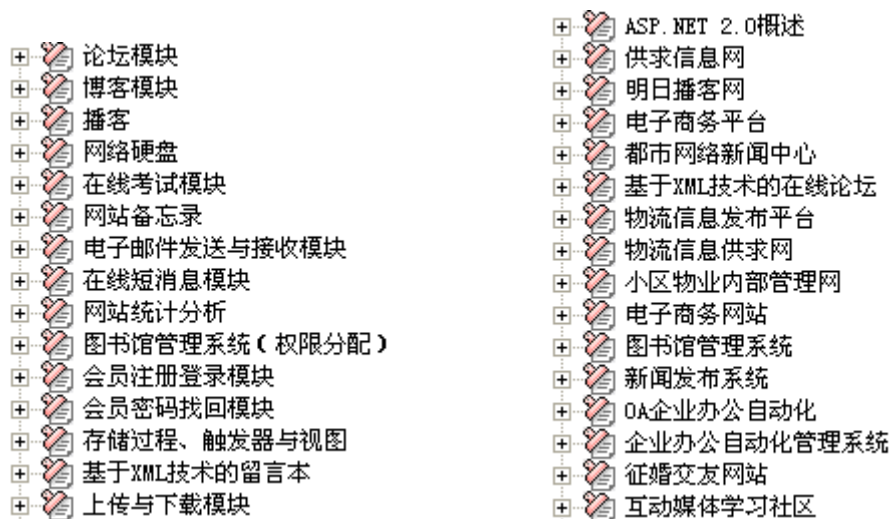 论坛模块
博客模块
播客
网络硬盘
在线考试模块
网站备忘录
电子邮件发送与接收模块
在线短消息模块
网站统计分析
图书馆管理系统(权限分配)
会员注册登录模块
会员密码找回模块
存储过程、触发器与视图
基于XML技术的留言本
上传与下载模块
ASP.NET 2.0概述
供求信息网
明日播客网
电子商务平台
都市网络新闻中心
基于XML技术的在线论坛
物流信息发布平台
物流信息供求网
小区物业内部管理网
电子商务网站
图书馆管理系统
新闻发布系统
OA企业办公自动化
企业办公自动化管理系统
征婚交友网站
互动媒体学习社区